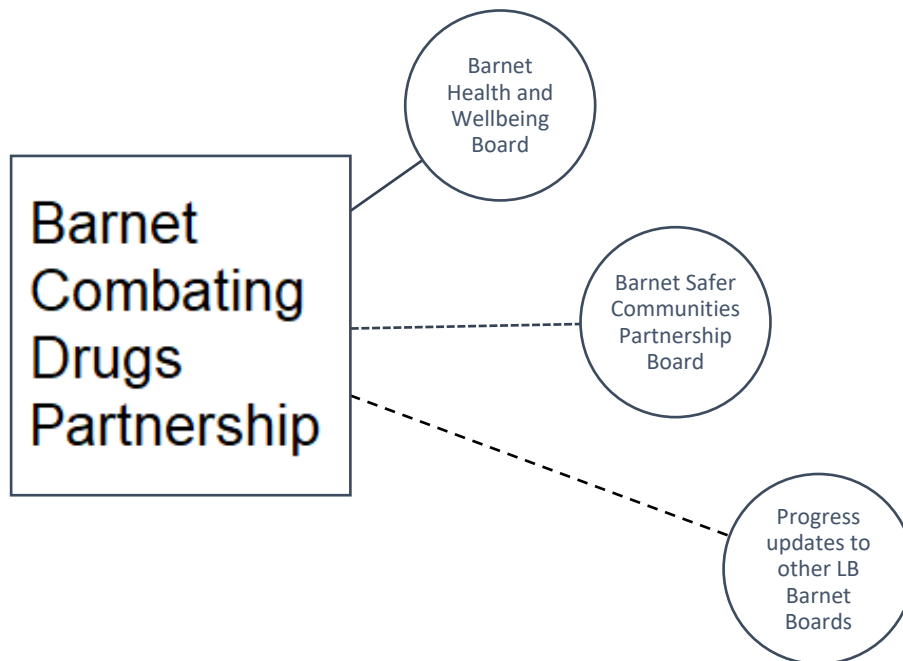 Barnet
Health and
Wellbeing
Board
Barnet
Combating
Drugs
Partnership
Barnet Safer
Communities
Partnership
Board
Progress
updates to
other LB
Barnet
Boards